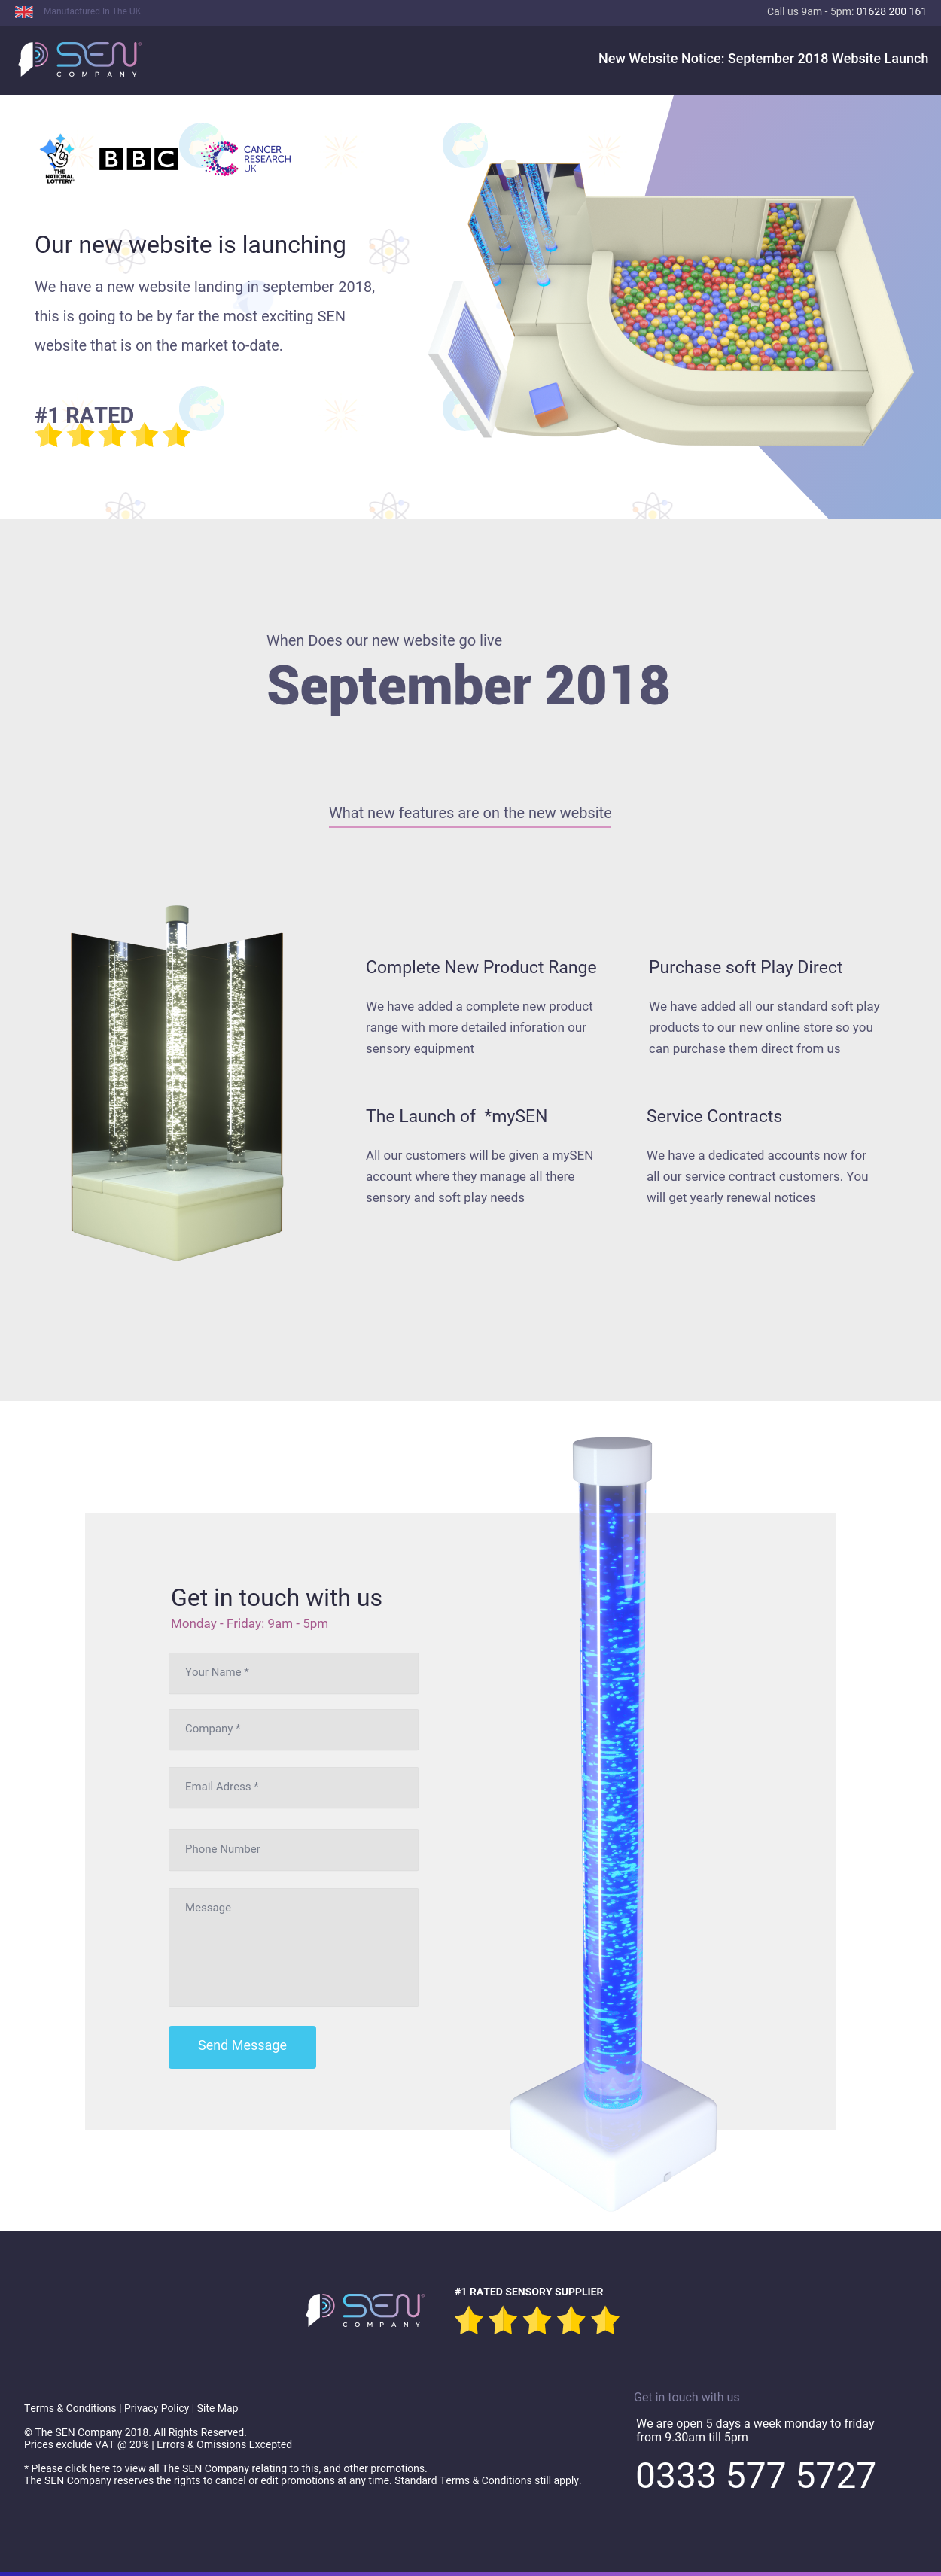 Manufactured In The UK
Call us 9am - 5pm: 01628 200 161
SEN
COMPANY
New Website Notice: September 2018 Website Launch
THE
NATIONAL
LOTTERY
BBC
CANCER
RESEARCH
UK
Our new website is launching
We have a new website landing in september 2018,
this is going to be by far the most exciting SEN
website that is on the market to-date.
#1 RATED
When Does our new website go live
September 2018
What new features are on the new website
Complete New Product Range
We have added a complete new product
range with more detailed inforation our
sensory equipment
Purchase soft Play Direct
We have added all our standard soft play
products to our new online store so you
can purchase them direct from us
The Launch of *mySEN
All our customers will be given a mySEN
account where they manage all there
sensory and soft play needs
Service Contracts
We have a dedicated accounts now for
all our service contract customers. You
will get yearly renewal notices
Get in touch with us
Monday - Friday: 9am - 5pm
Your Name *
Company *
Email Adress *
Phone Number
Message
Send Message
SEN
COMPANY
#1 RATED SENSORY SUPPLIER
Terms & Conditions | Privacy Policy | Site Map
© The SEN Company 2018. All Rights Reserved.
Prices exclude VAT @ 20% | Errors & Omissions Excepted
* Please click here to view all The SEN Company relating to this, and other promotions.
The SEN Company reserves the rights to cancel or edit promotions at any time. Standard Terms & Conditions still apply.
Get in touch with us
We are open 5 days a week monday to friday
from 9.30am till 5pm
0333 577 5727